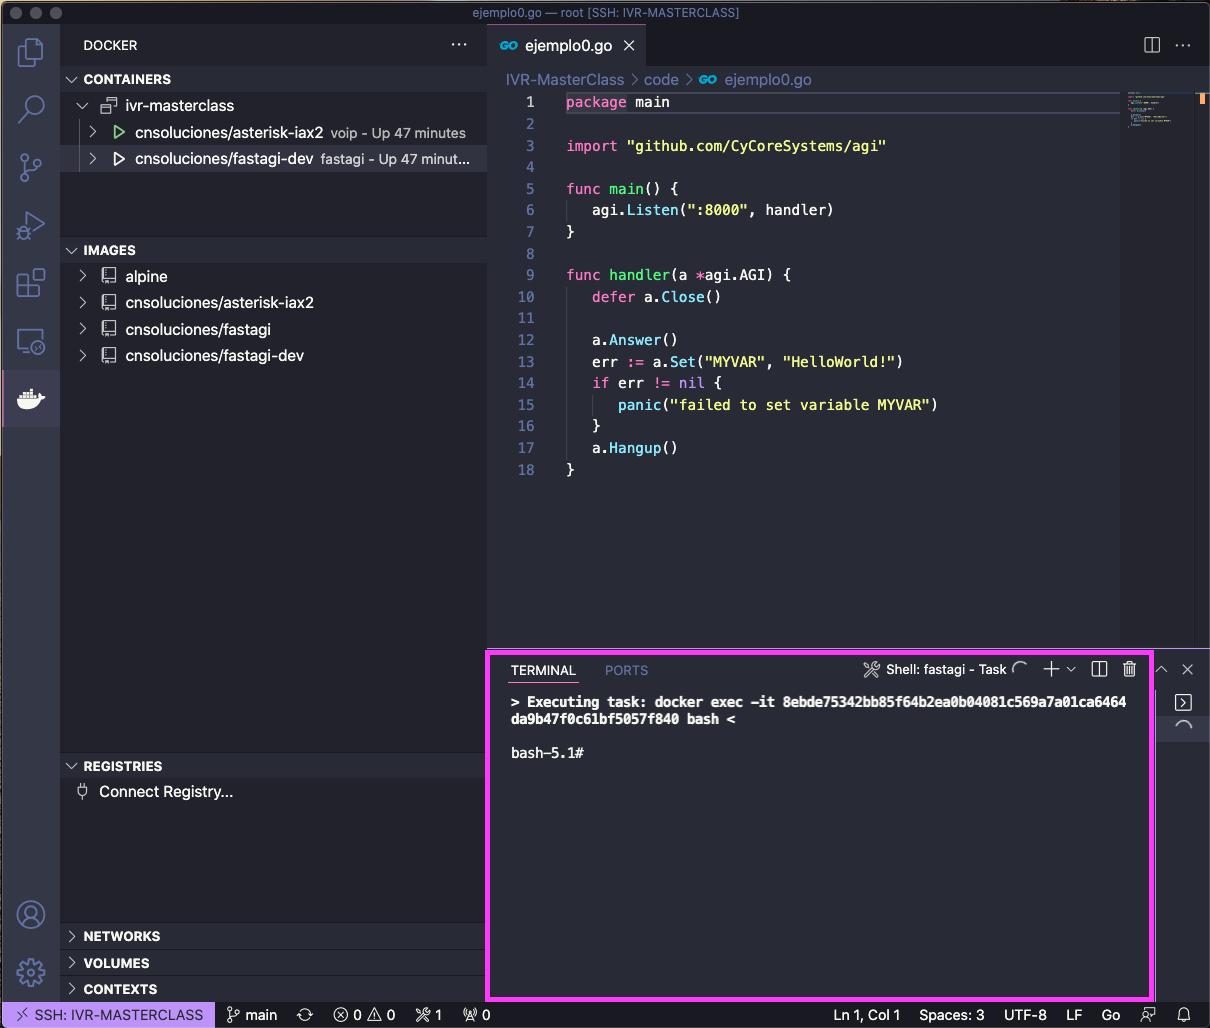 ejemplo0.go — root [SSH: IVR-MASTERCLASS]
DOCKER
CONTAINERS
ivr-masterclass
cnsoluciones/asterisk-iax2 voip - Up 47 minutes
cnsoluciones/fastagi-dev fastagi - Up 47 minut...
IMAGES
alpine
cnsoluciones/asterisk-iax2
cnsoluciones/fastagi
cnsoluciones/fastagi-dev
REGISTRIES
Connect Registry...
NETWORKS
VOLUMES
CONTEXTS
GO ejemplo0.go
IVR-MasterClass > code > GO ejemplo0.go
1 package main
2
3 import "github.com/CyCoreSystems/agi"
4
5 func main() {
6 agi.Listen(":8000", handler)
7 }
8
9 func handler(a *agi.AGI) {
10 defer a.Close()
11
12 a.Answer()
13 err := a.Set("MYVAR", "HelloWorld!")
14 if err != nil {
15 panic("failed to set variable MYVAR")
16 }
17 a.Hangup()
18 }
TERMINAL PORTS Shell: fastagi - Task
> Executing task: docker exec -it 8ebde75342bb85f64b2ea0b04081c569a7a01ca6464
da9b47f0c61bf5057f840 bash <
bash-5.1#
SSH: IVR-MASTERCLASS main 0 0 1 0 Ln 1, Col 1 Spaces: 3 UTF-8 LF Go